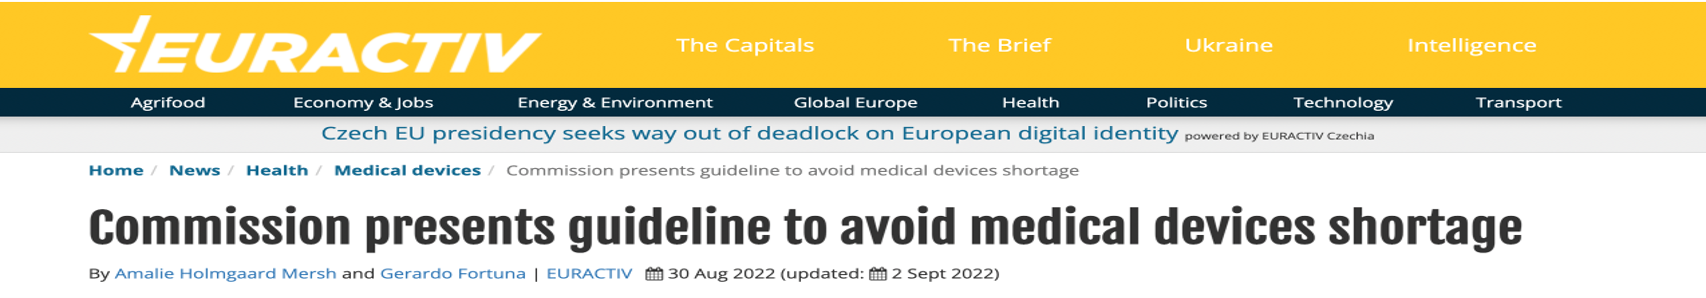 EURACTIV The Capitals The Brief Ukraine Intelligence
Agrifood Economy & Jobs Energy & Environment Global Europe Health Politics Technology Transport
Czech EU presidency seeks way out of deadlock on European digital identity powered by EURACTIV Czechia
Home / News / Health / Medical devices / Commission presents guideline to avoid medical devices shortage
Commission presents guideline to avoid medical devices shortage
By Amalie Holmgaard Mersh and Gerardo Fortuna | EURACTIV 30 Aug 2022 (updated: 2 Sept 2022)